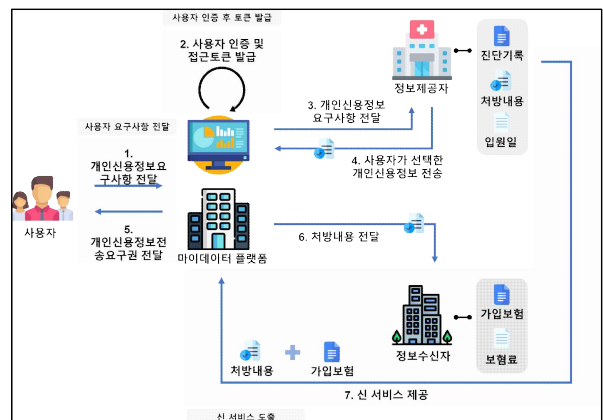 사용자 인증 후 토큰 발급
2. 사용자 인증 및
접근토큰 발급
정보제공자
진단기록
처방내용
입원일
3. 개인신용정보
요구사항 전달
4. 사용자가 선택한
개인신용정보 전송
사용자 요구사항 전달
1.
개인신용정보요
구사항 전달
사용자
5.
개인신용정보전
송요구권 전달
마이데이터 플랫폼
6. 처방내용 전달
정보수신자
가입보험
보험료
처방내용
가입보험
7. 신 서비스 제공
신 서비스 도출